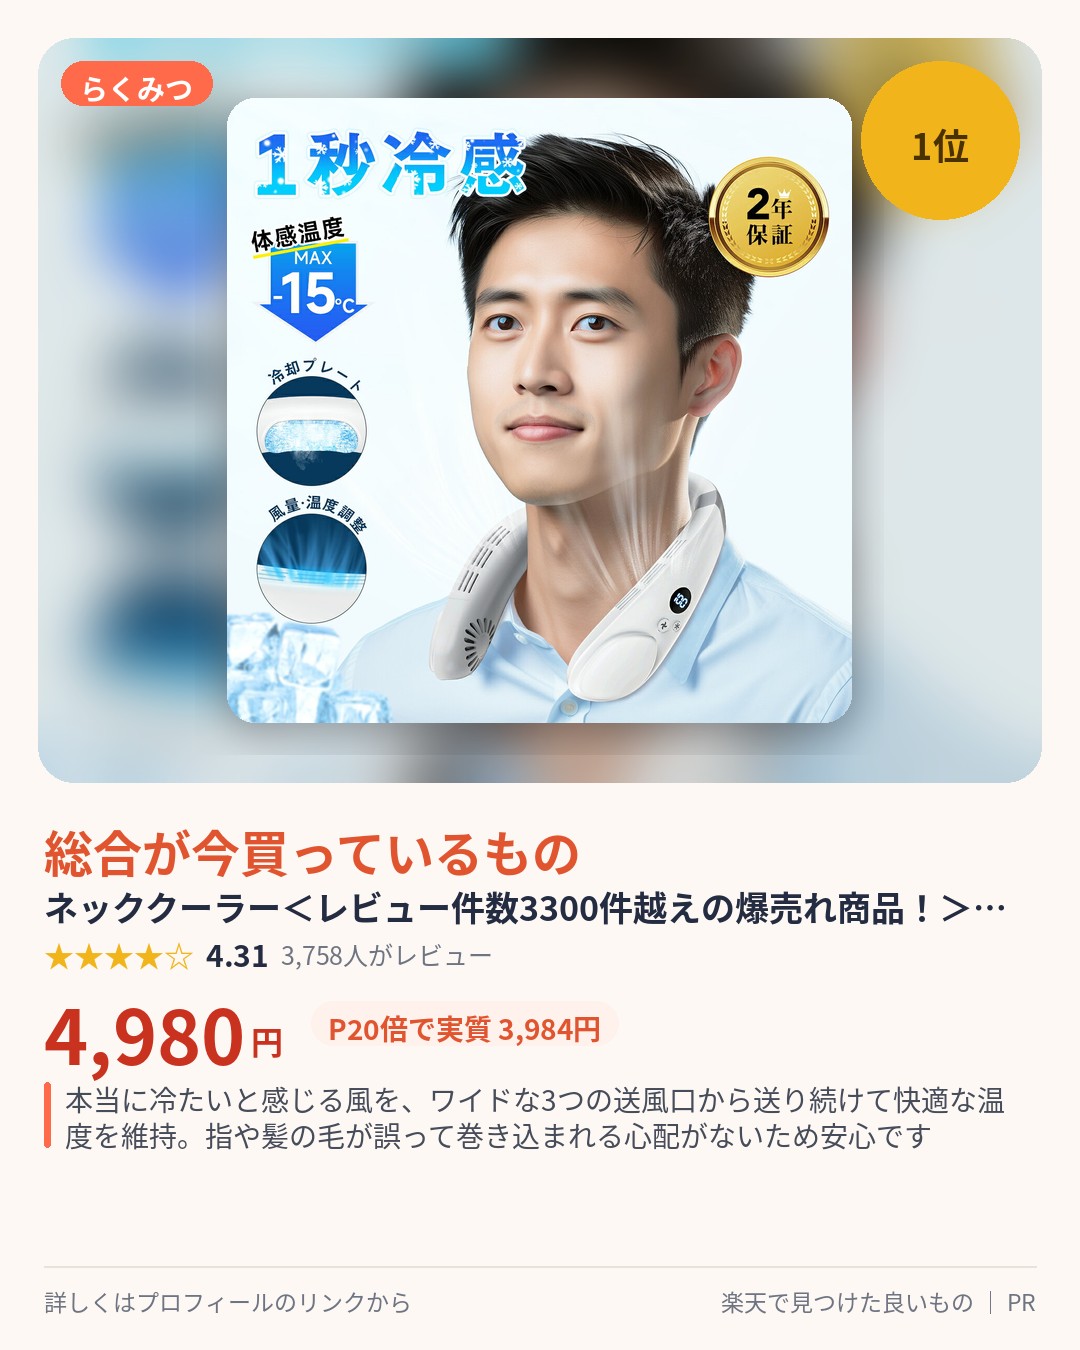 らくみつ
1位
1秒冷感
2年
保証
体感温度
MAX
-15℃
冷却プレート
風量・温度調整
100
総合が今買っているもの
ネッククーラー＜レビュー件数3300件越えの爆売れ商品！＞…
★★★★☆ 4.31 3,758人がレビュー
4,980円 P20倍で実質 3,984円
本当に冷たいと感じる風を、ワイドな3つの送風口から送り続けて快適な温
度を維持。指や髪の毛が誤って巻き込まれる心配がないため安心です
詳しくはプロフィールのリンクから
楽天で見つけた良いもの｜PR